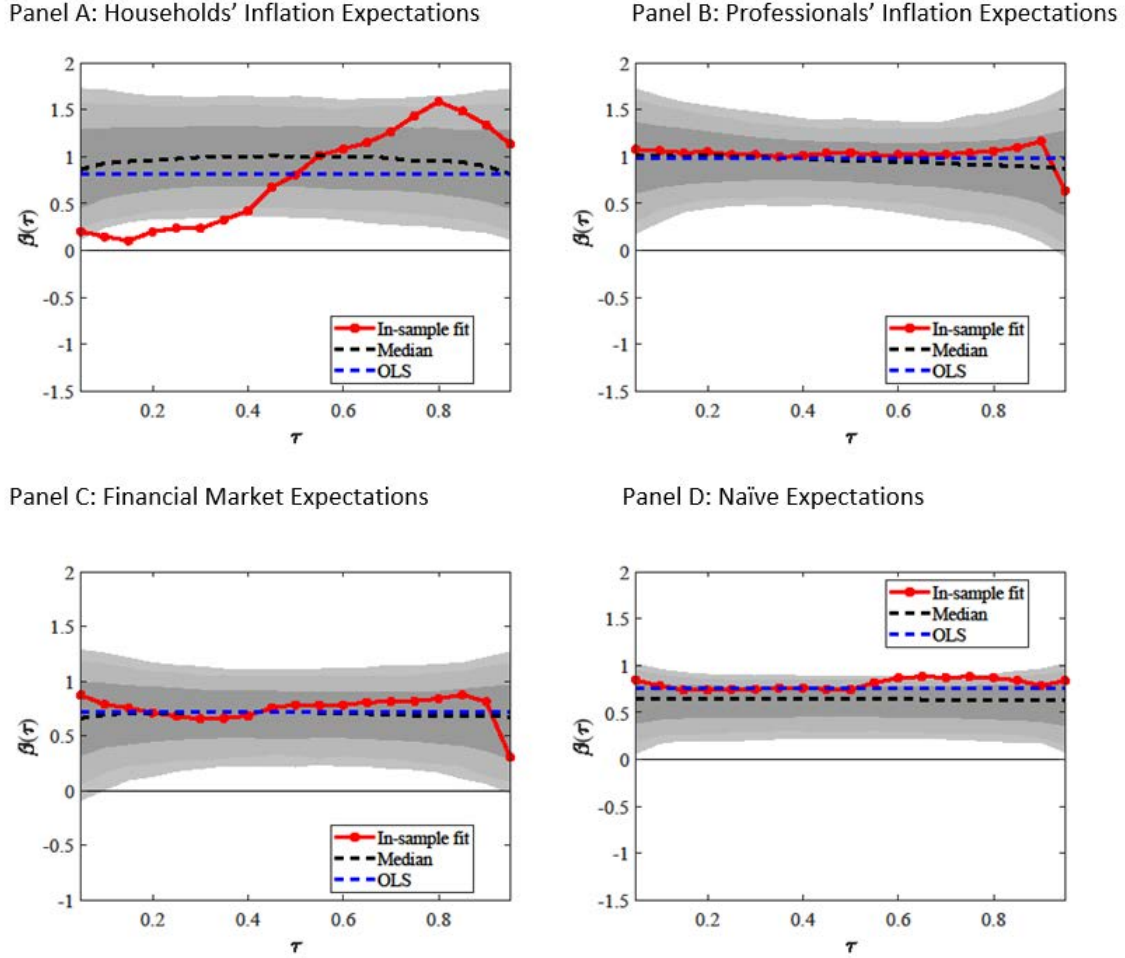 Panel A: Households’ Inflation Expectations
2
1.5
1
0.5
0
-0.5
-1
-1.5
β(τ)
In-sample fit
Median
OLS
0.2 0.4 0.6 0.8
τ
Panel B: Professionals’ Inflation Expectations
2
1.5
1
0.5
0
-0.5
-1
-1.5
β(τ)
In-sample fit
Median
OLS
0.2 0.4 0.6 0.8
τ
Panel C: Financial Market Expectations
2
1.5
1
0.5
0
-0.5
-1
β(τ)
In-sample fit
Median
OLS
0.2 0.4 0.6 0.8
τ
Panel D: Naïve Expectations
2
1.5
1
0.5
0
-0.5
-1
-1.5
β(τ)
In-sample fit
Median
OLS
0.2 0.4 0.6 0.8
τ